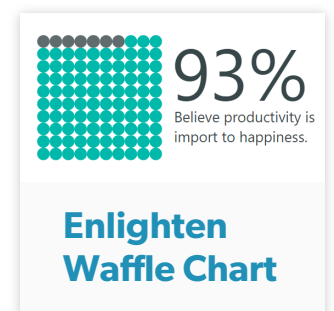 93%
Believe productivity is
import to happiness.
Enlighten
Waffle Chart